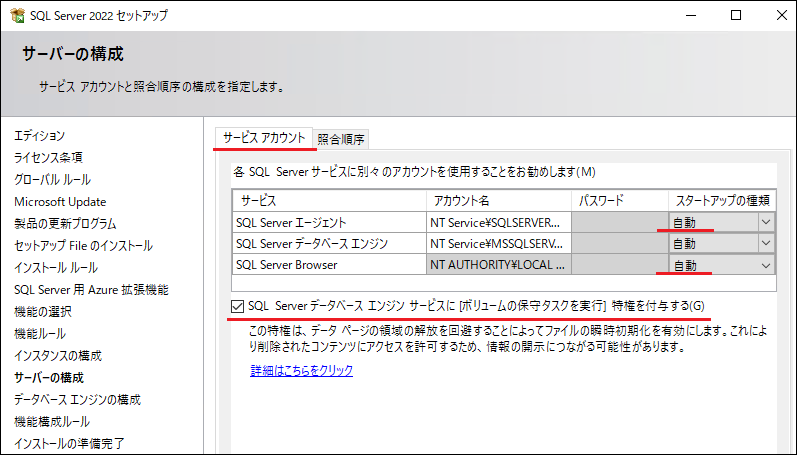 SQL Server 2022 セットアップ
サーバーの構成
サービス アカウントと照合順序の構成を指定します。
エディション
ライセンス条項
グローバル ルール
Microsoft Update
製品の更新プログラム
セットアップ File のインストール
インストール ルール
SQL Server 用 Azure 拡張機能
機能の選択
機能ルール
インスタンスの構成
サーバーの構成
データベース エンジンの構成
機能構成ルール
インストールの準備完了
サービス アカウント 照合順序
各 SQL Server サービスに別々のアカウントを使用することをお勧めします(M)
サービス アカウント名 パスワード スタートアップの種類
SQL Server エージェント NT Service¥SQLSERVER... 自動
SQL Server データベース エンジン NT Service¥MSSQLSERV... 自動
SQL Server Browser NT AUTHORITY¥LOCAL ... 自動
SQL Server データベース エンジン サービスに [ボリュームの保守タスクを実行] 特権を付与する(G)
この特権は、データ ページの領域の解放を回避することによってファイルの瞬時初期化を有効にします。これによ
り削除されたコンテンツにアクセスを許可するため、情報の開示につながる可能性があります。
詳細はこちらをクリック